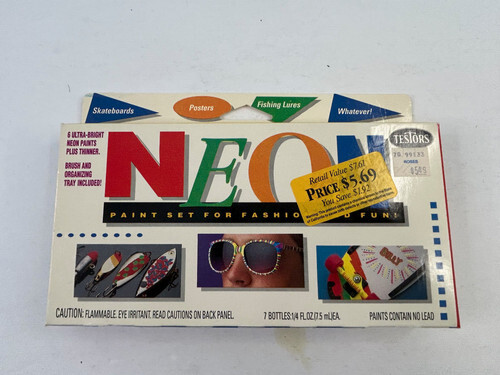 Skateboards
Posters
Fishing Lures
Whatever!
6 ULTRA-BRIGHT
NEON PAINTS
PLUS THINNER.
BRUSH AND
ORGANIZING
TRAY INCLUDED!
NEON
TESTORS
Retail Value $7.61
PRICE $5.69
You Save $1.92
PAINT SET FOR FASHION FUN!
BILLY
CAUTION: FLAMMABLE. EYE IRRITANT. READ CAUTIONS ON BACK PANEL.
7 BOTTLES: 1/4 FL.OZ. (7.5 ml.) EA.
PAINTS CONTAIN NO LEAD